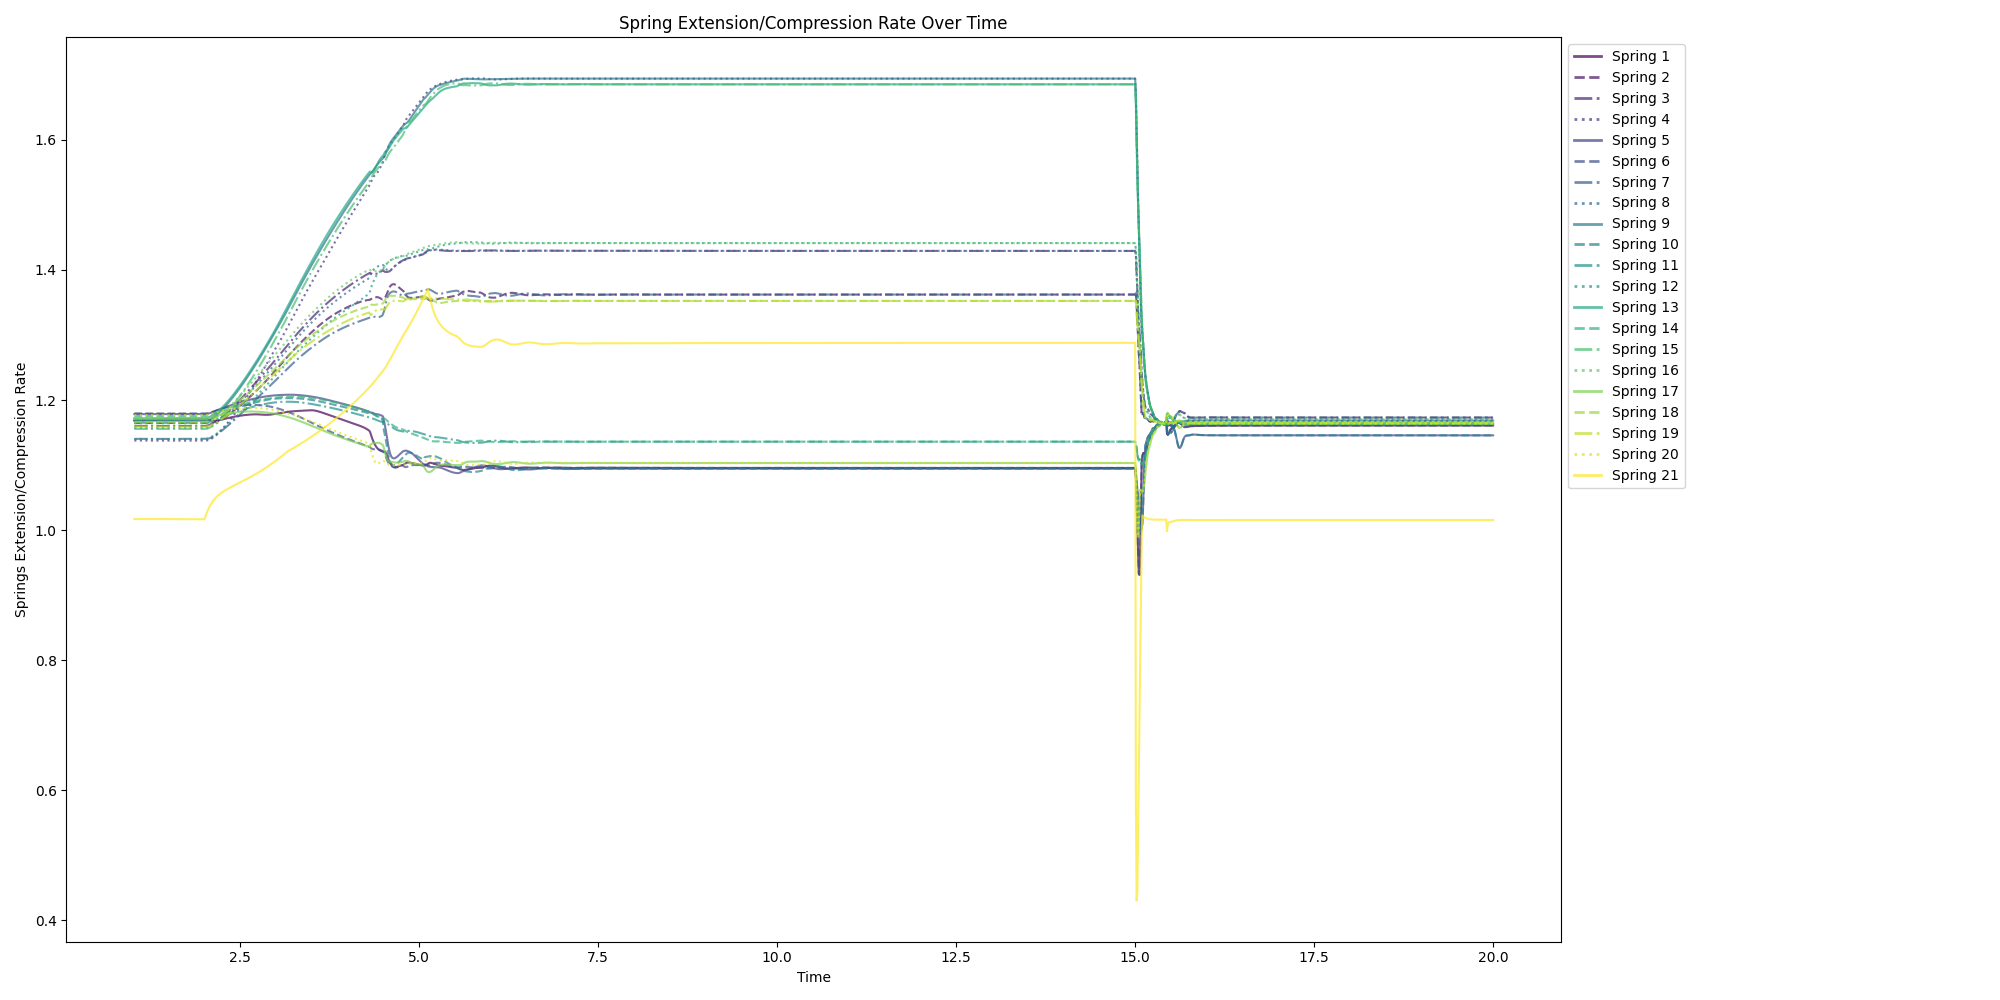 Spring Extension/Compression Rate Over Time
Springs Extension/Compression Rate
1.6
1.4
1.2
1.0
0.8
0.6
0.4
2.5
5.0
7.5
10.0
12.5
15.0
17.5
20.0
Time
Spring 1
Spring 2
Spring 3
Spring 4
Spring 5
Spring 6
Spring 7
Spring 8
Spring 9
Spring 10
Spring 11
Spring 12
Spring 13
Spring 14
Spring 15
Spring 16
Spring 17
Spring 18
Spring 19
Spring 20
Spring 21